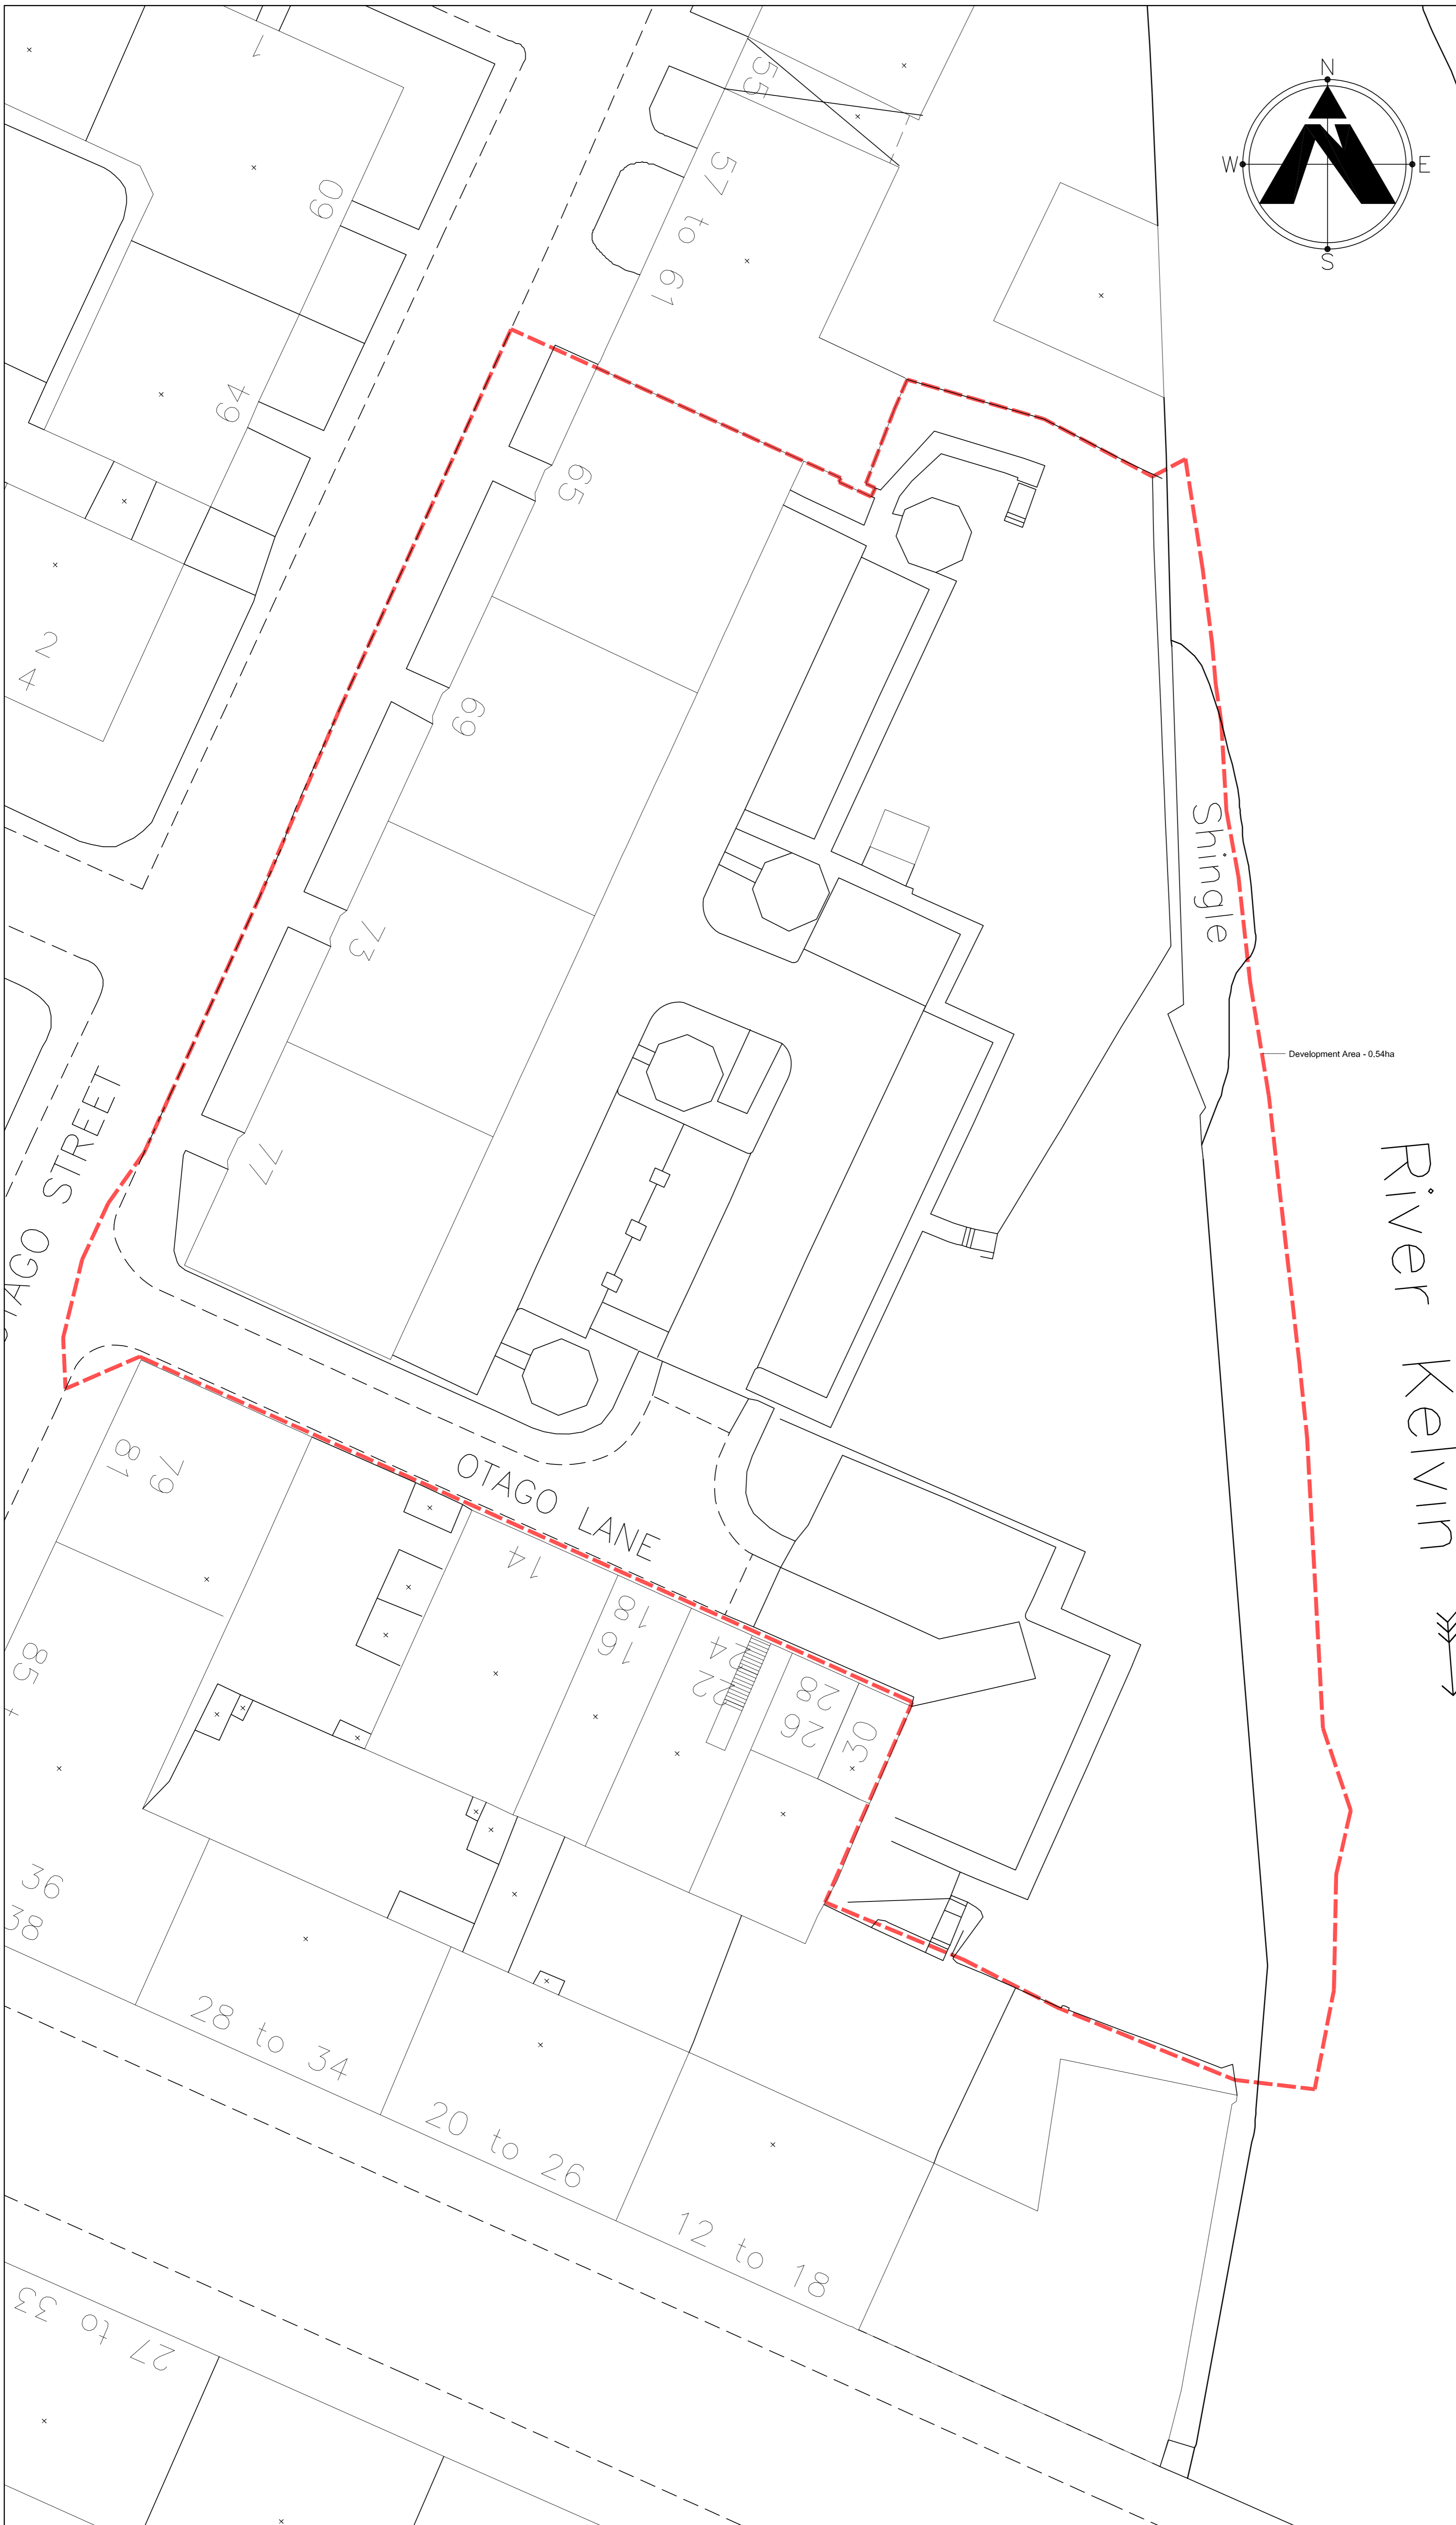 1
55
N
W
E
S
60
57 to 61
64
65
2
4
69
73
Shingle
Development Area - 0.54ha
77
River Kelvin
AGO STREET
OTAGO LANE
81
79
14
18
16
24
22
28
26
30
85
36
38
28 to 34
20 to 26
12 to 18
27 to 33